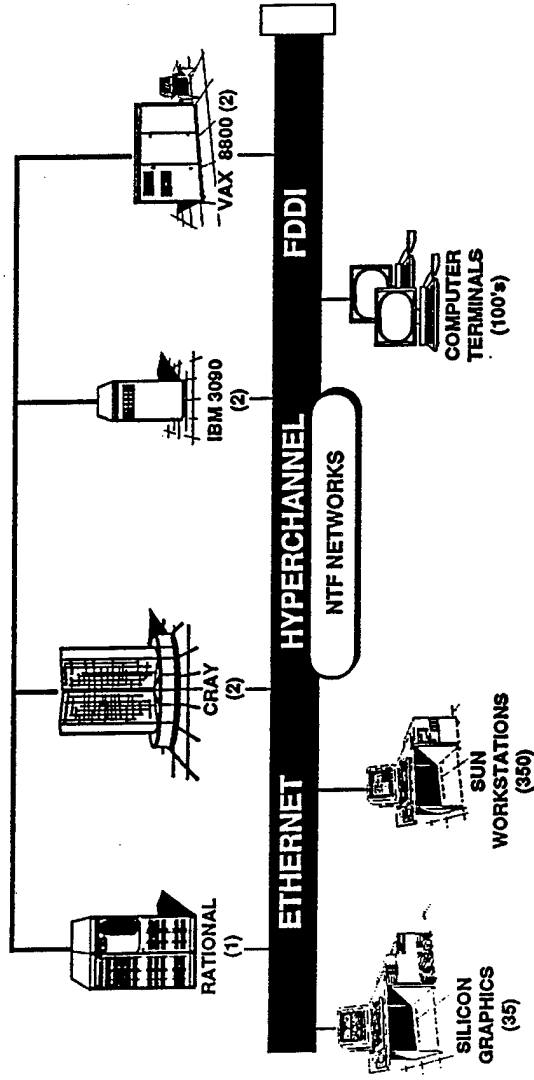 RATIONAL
(1)
CRAY
(2)
IBM 3090
(2)
VAX 8800 (2)
ETHERNET
HYPERCHANNEL
FDDI
NTF NETWORKS
SILICON
GRAPHICS
(35)
SUN
WORKSTATIONS
(350)
COMPUTER
TERMINALS
(100's)